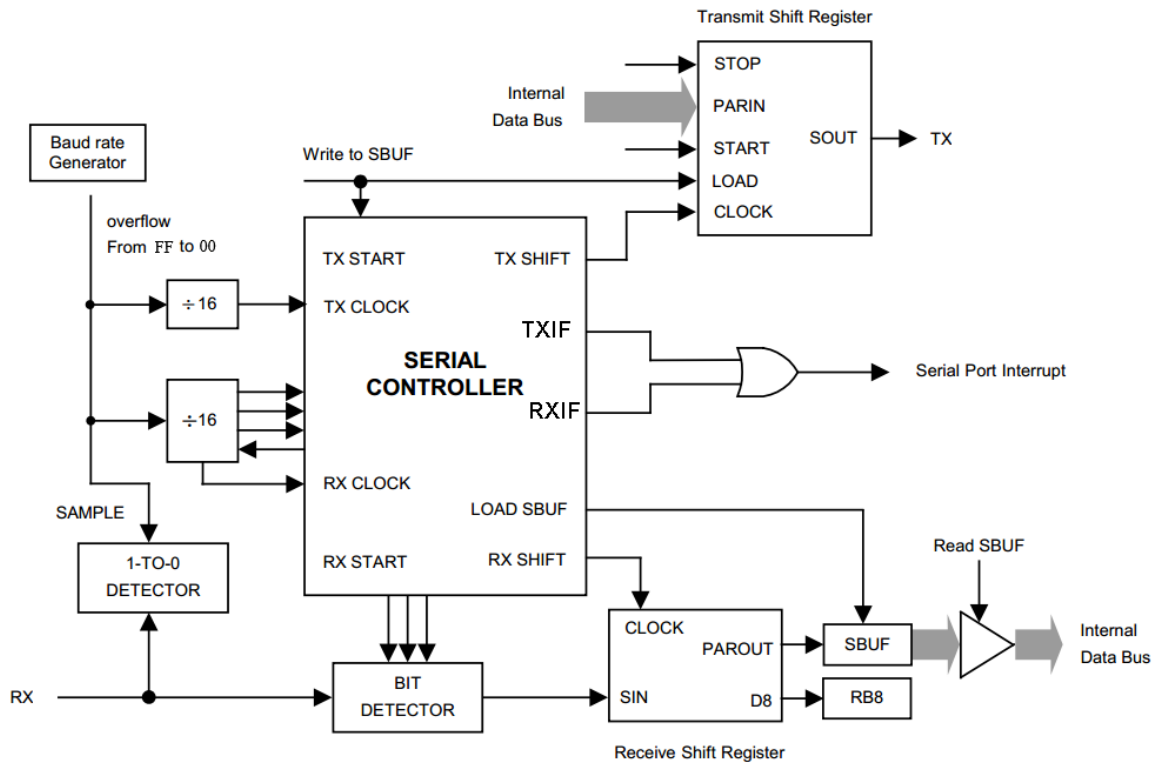 Transmit Shift Register
STOP
Internal
Data Bus
PARIN
SOUT
TX
START
LOAD
CLOCK
Baud rate
Generator
Write to SBUF
overflow
From FF to 00
TX START
TX SHIFT
÷16
TX CLOCK
TXIF
SERIAL
CONTROLLER
Serial Port Interrupt
RXIF
÷16
RX CLOCK
SAMPLE
LOAD SBUF
1-TO-0
DETECTOR
RX START
RX SHIFT
Read SBUF
CLOCK
PAROUT
SBUF
Internal
Data Bus
RX
BIT
DETECTOR
SIN
D8
RB8
Receive Shift Register